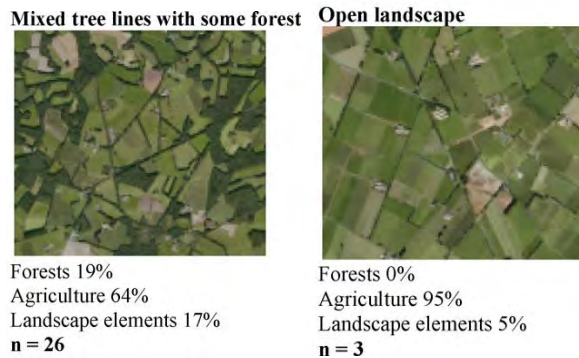 Mixed tree lines with some forest
Forests 19%
Agriculture 64%
Landscape elements 17%
n = 26
Open landscape
Forests 0%
Agriculture 95%
Landscape elements 5%
n = 3